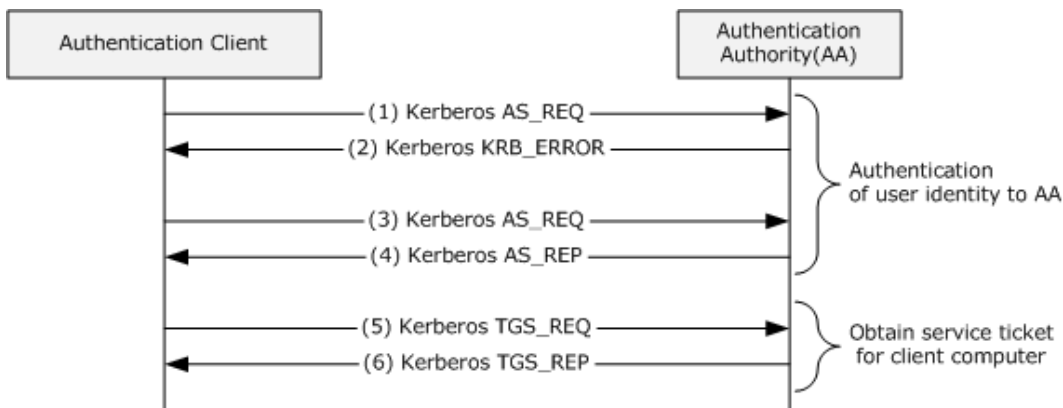 Authentication Client
Authentication
Authority(AA)
(1) Kerberos AS_REQ
(2) Kerberos KRB_ERROR
(3) Kerberos AS_REQ
(4) Kerberos AS_REP
Authentication
of user identity to AA
(5) Kerberos TGS_REQ
(6) Kerberos TGS_REP
Obtain service ticket
for client computer